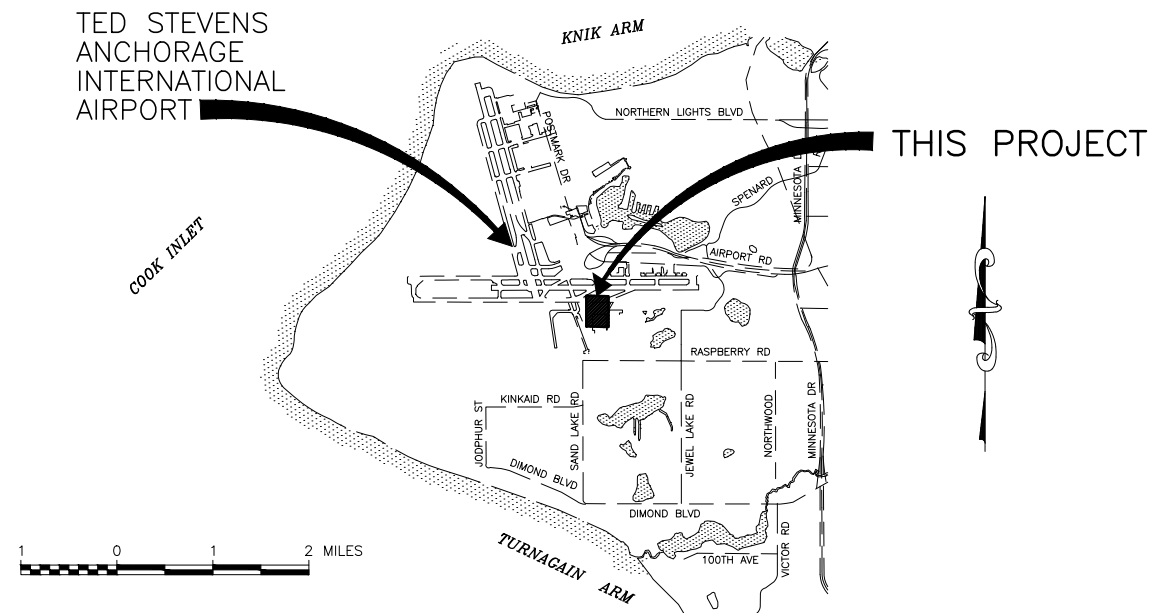 TED STEVENS
ANCHORAGE
INTERNATIONAL
AIRPORT
KNIK ARM
NORTHERN LIGHTS BLVD
POSTMARK DR
THIS PROJECT
SPENARD
MINNESOTA
COOK INLET
AIRPORT RD
RASPBERRY RD
KINKAID RD
JODPHUR ST
SAND LAKE RD
JEWEL LAKE RD
NORTHWOOD
MINNESOTA DR
DIMOND BLVD
DIMOND BLVD
TURNAGAIN ARM
100TH AVE
VICTOR RD
1 0 1 2 MILES